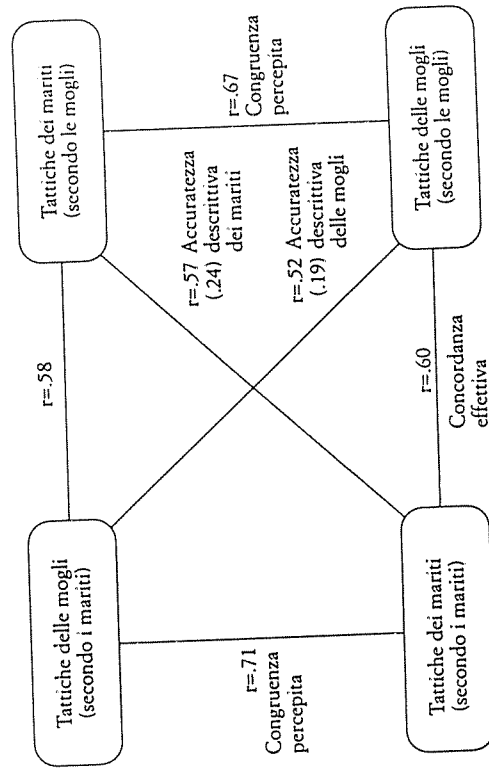 Tattiche delle mogli
(secondo i mariti)
r=.58
Tattiche dei mariti
(secondo le mogli)
r=.71
Congruenza
percepita
r=.57 Accuratezza
(.24) descrittiva
dei mariti
r=.52 Accuratezza
(.19) descrittiva
delle mogli
r=.67
Congruenza
percepita
Tattiche dei mariti
(secondo i mariti)
r=.60
Concordanza
effettiva
Tattiche delle mogli
(secondo le mogli)